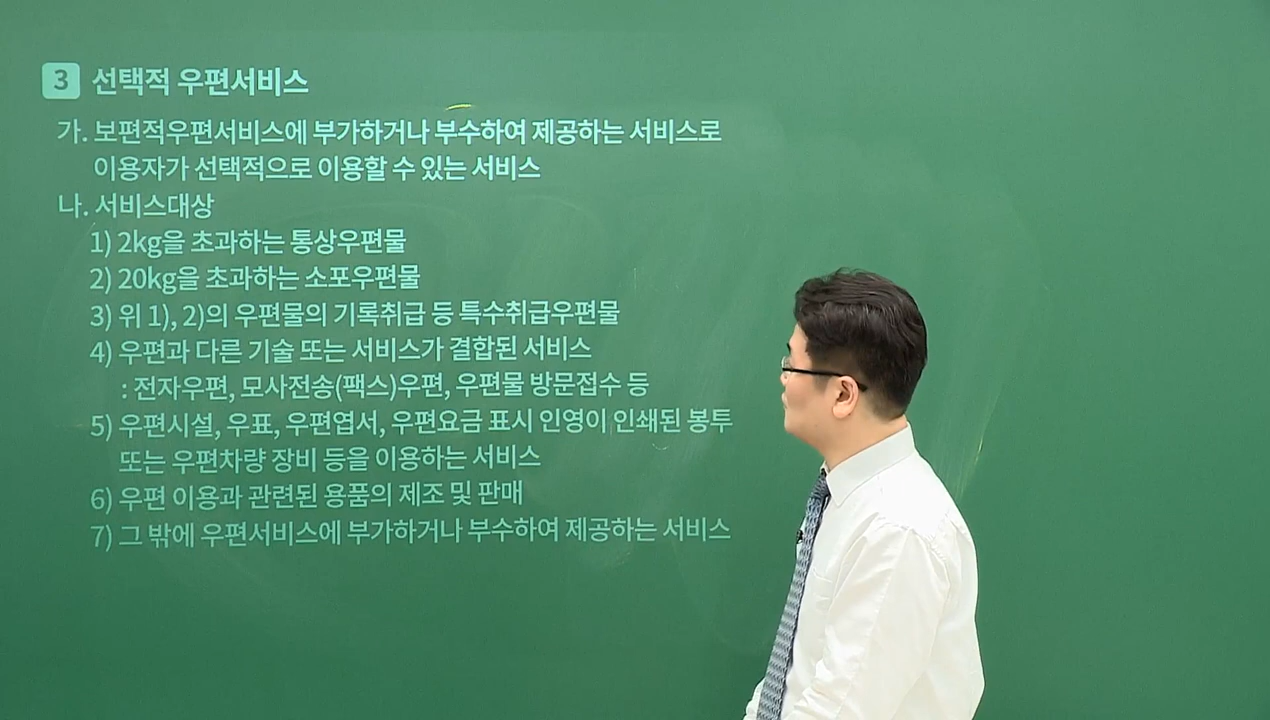 3 선택적 우편서비스
가. 보편적우편서비스에 부가하거나 부수하여 제공하는 서비스로
이용자가 선택적으로 이용할 수 있는 서비스
나. 서비스대상
1) 2kg을 초과하는 통상우편물
2) 20kg을 초과하는 소포우편물
3) 위 1), 2)의 우편물의 기록취급 등 특수취급우편물
4) 우편과 다른 기술 또는 서비스가 결합된 서비스
: 전자우편, 모사전송(팩스)우편, 우편물 방문접수 등
5) 우편시설, 우표, 우편엽서, 우편요금 표시 인영이 인쇄된 봉투
또는 우편차량 장비 등을 이용하는 서비스
6) 우편 이용과 관련된 용품의 제조 및 판매
7) 그 밖에 우편서비스에 부가하거나 부수하여 제공하는 서비스